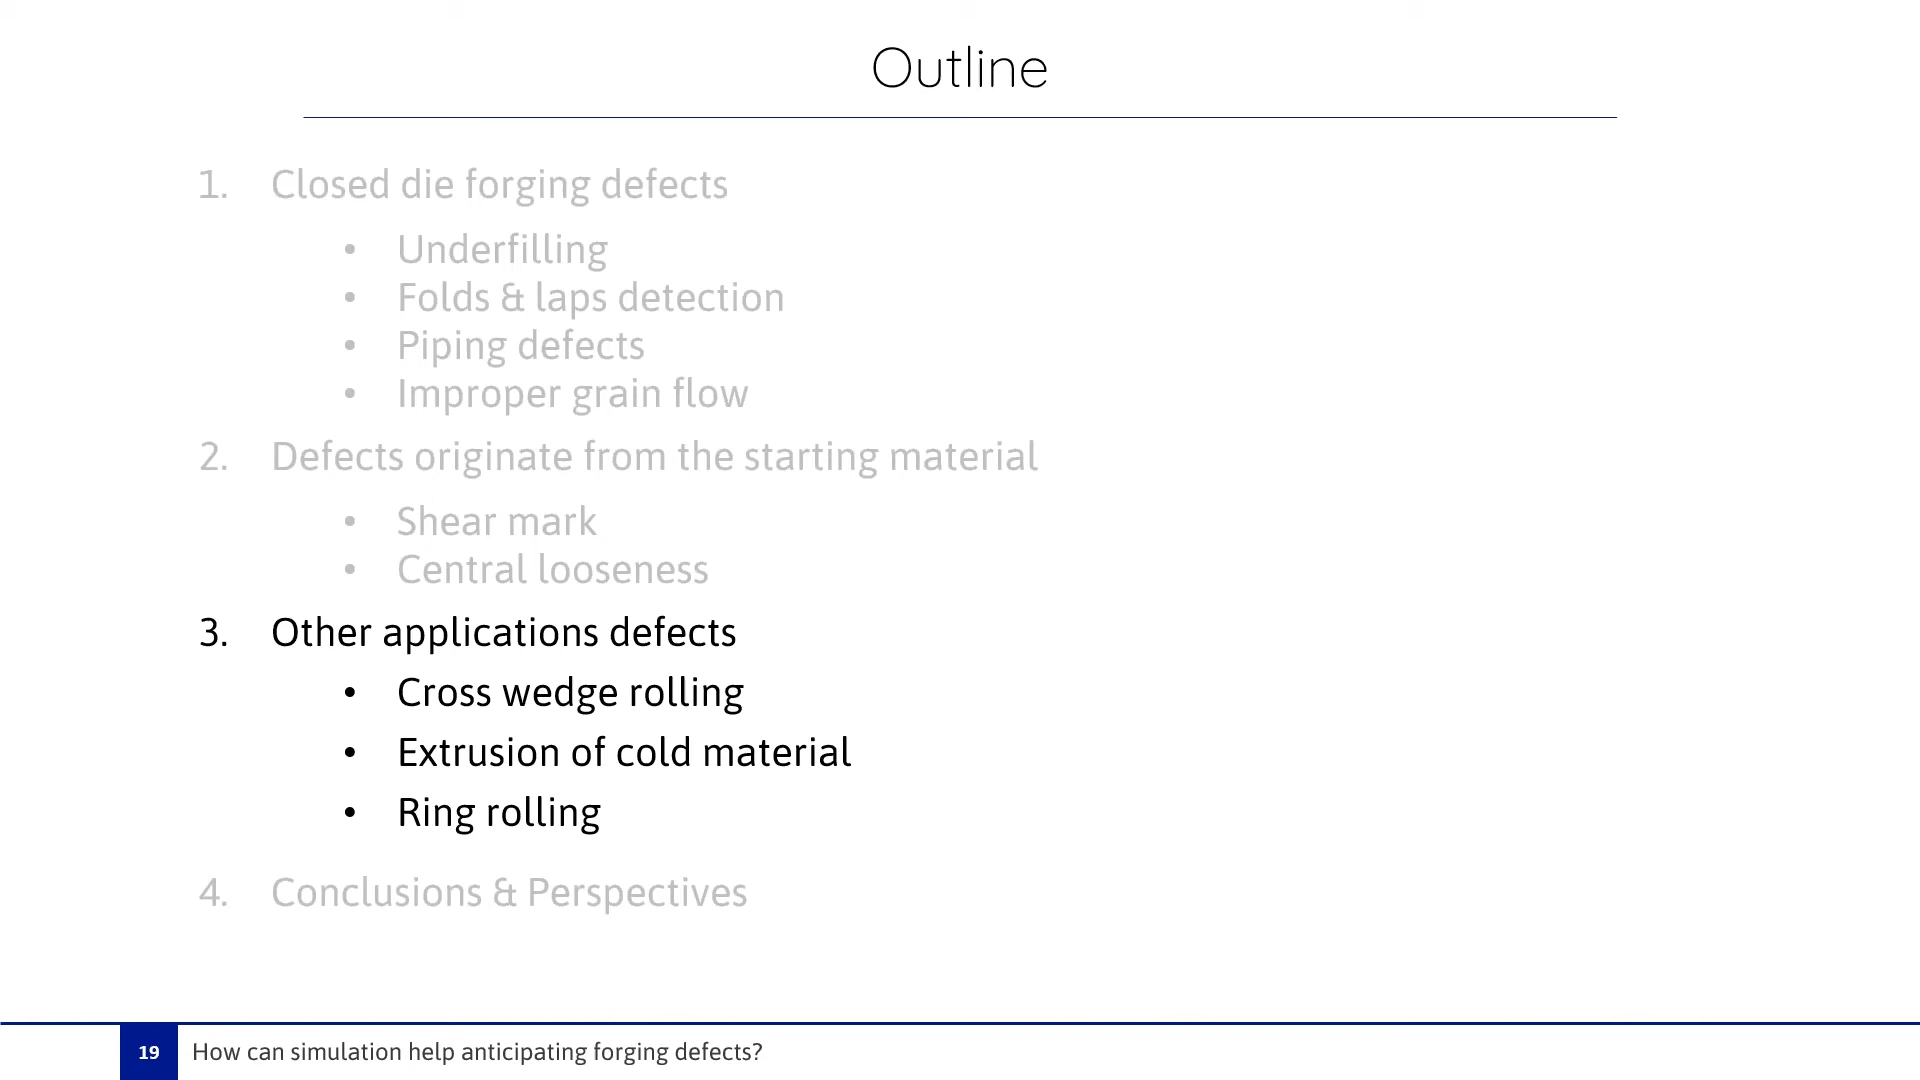 Outline
1. Closed die forging defects
• Underfilling
• Folds & laps detection
• Piping defects
• Improper grain flow
2. Defects originate from the starting material
• Shear mark
• Central looseness
3. Other applications defects
• Cross wedge rolling
• Extrusion of cold material
• Ring rolling
4. Conclusions & Perspectives
19 How can simulation help anticipating forging defects?